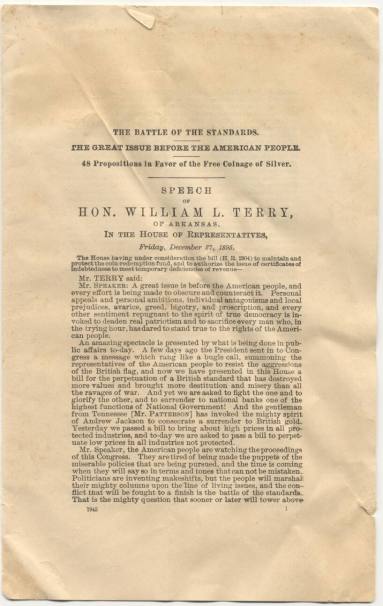 THE BATTLE OF THE STANDARDS.
THE GREAT ISSUE BEFORE THE AMERICAN PEOPLE.
48 Propositions in Favor of the Free Coinage of Silver.
SPEECH
OF
HON. WILLIAM L. TERRY,
OF ARKANSAS,
IN THE HOUSE OF REPRESENTATIVES,
Friday, December 27, 1895.
The House having under consideration the bill (H. R. 2904) to maintain and
protect the coin redemption fund, and to authorize the issue of certificates of
indebtedness to meet temporary deficiencies of revenue—
Mr. TERRY said:
Mr. SPEAKER: A great issue is before the American people, and
every effort is being made to obscure and counteract it. Personal
appeals and personal ambitions, individual antagonisms and local
prejudices, avarice, greed, bigotry, and proscription, and every
other sentiment repugnant to the spirit of true democracy is in-
voked to deaden real patriotism and to sacrifice every man who, in
the trying hour, has dared to stand true to the rights of the Ameri-
can people.
An amazing spectacle is presented by what is being done in pub-
lic affairs to-day. A few days ago the President sent in to Con-
gress a message which rang like a bugle call, summoning the
representatives of the American people to resist the aggressions
of the British flag, and now we have presented in this House a
bill for the perpetuation of a British standard that has destroyed
more values and brought more destitution and misery than all
the ravages of war. And yet we are asked to fight the one and to
glorify the other, and to surrender to national banks one of the
highest functions of National Government! And the gentleman
from Tennessee [Mr. PATTERSON] has invoked the mighty spirit
of Andrew Jackson to consecrate a surrender to British gold.
Yesterday we passed a bill to bring about high prices in all pro-
tected industries, and to-day we are asked to pass a bill to perpet-
uate low prices in all industries not protected.
Mr. Speaker, the American people are watching the proceedings
of this Congress. They are tired of being made the puppets of the
miserable policies that are being pursued, and the time is coming
when they will say so in terms and tones that can not be mistaken.
Politicians are inventing makeshifts, but the people will marshal
their mighty columns upon the line of living issues, and the con-
flict that will be fought to a finish is the battle of the standards.
That is the mighty question that sooner or later will tower above
1943 1